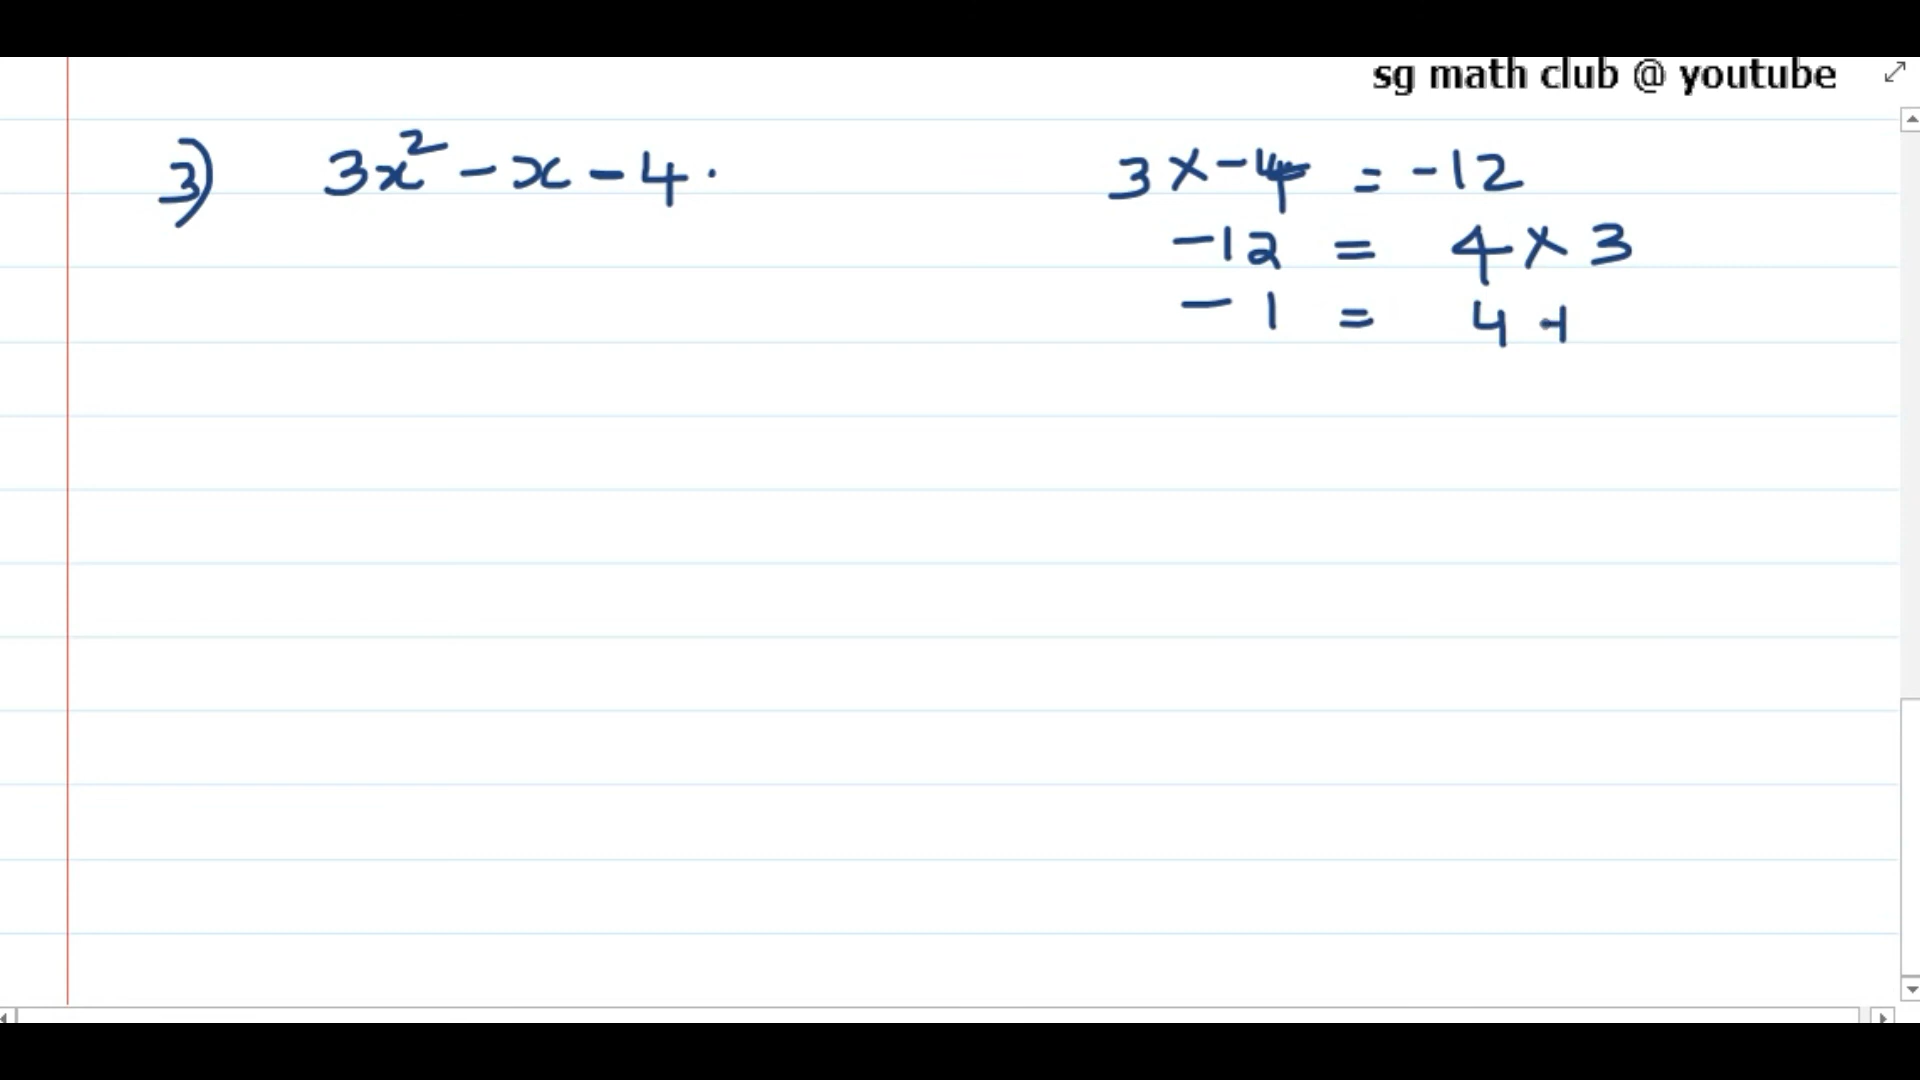 sg math club @ youtube
3) 3x² - x - 4 .
3 × -4 = -12
-12 = 4 × 3
- 1 = 4 +